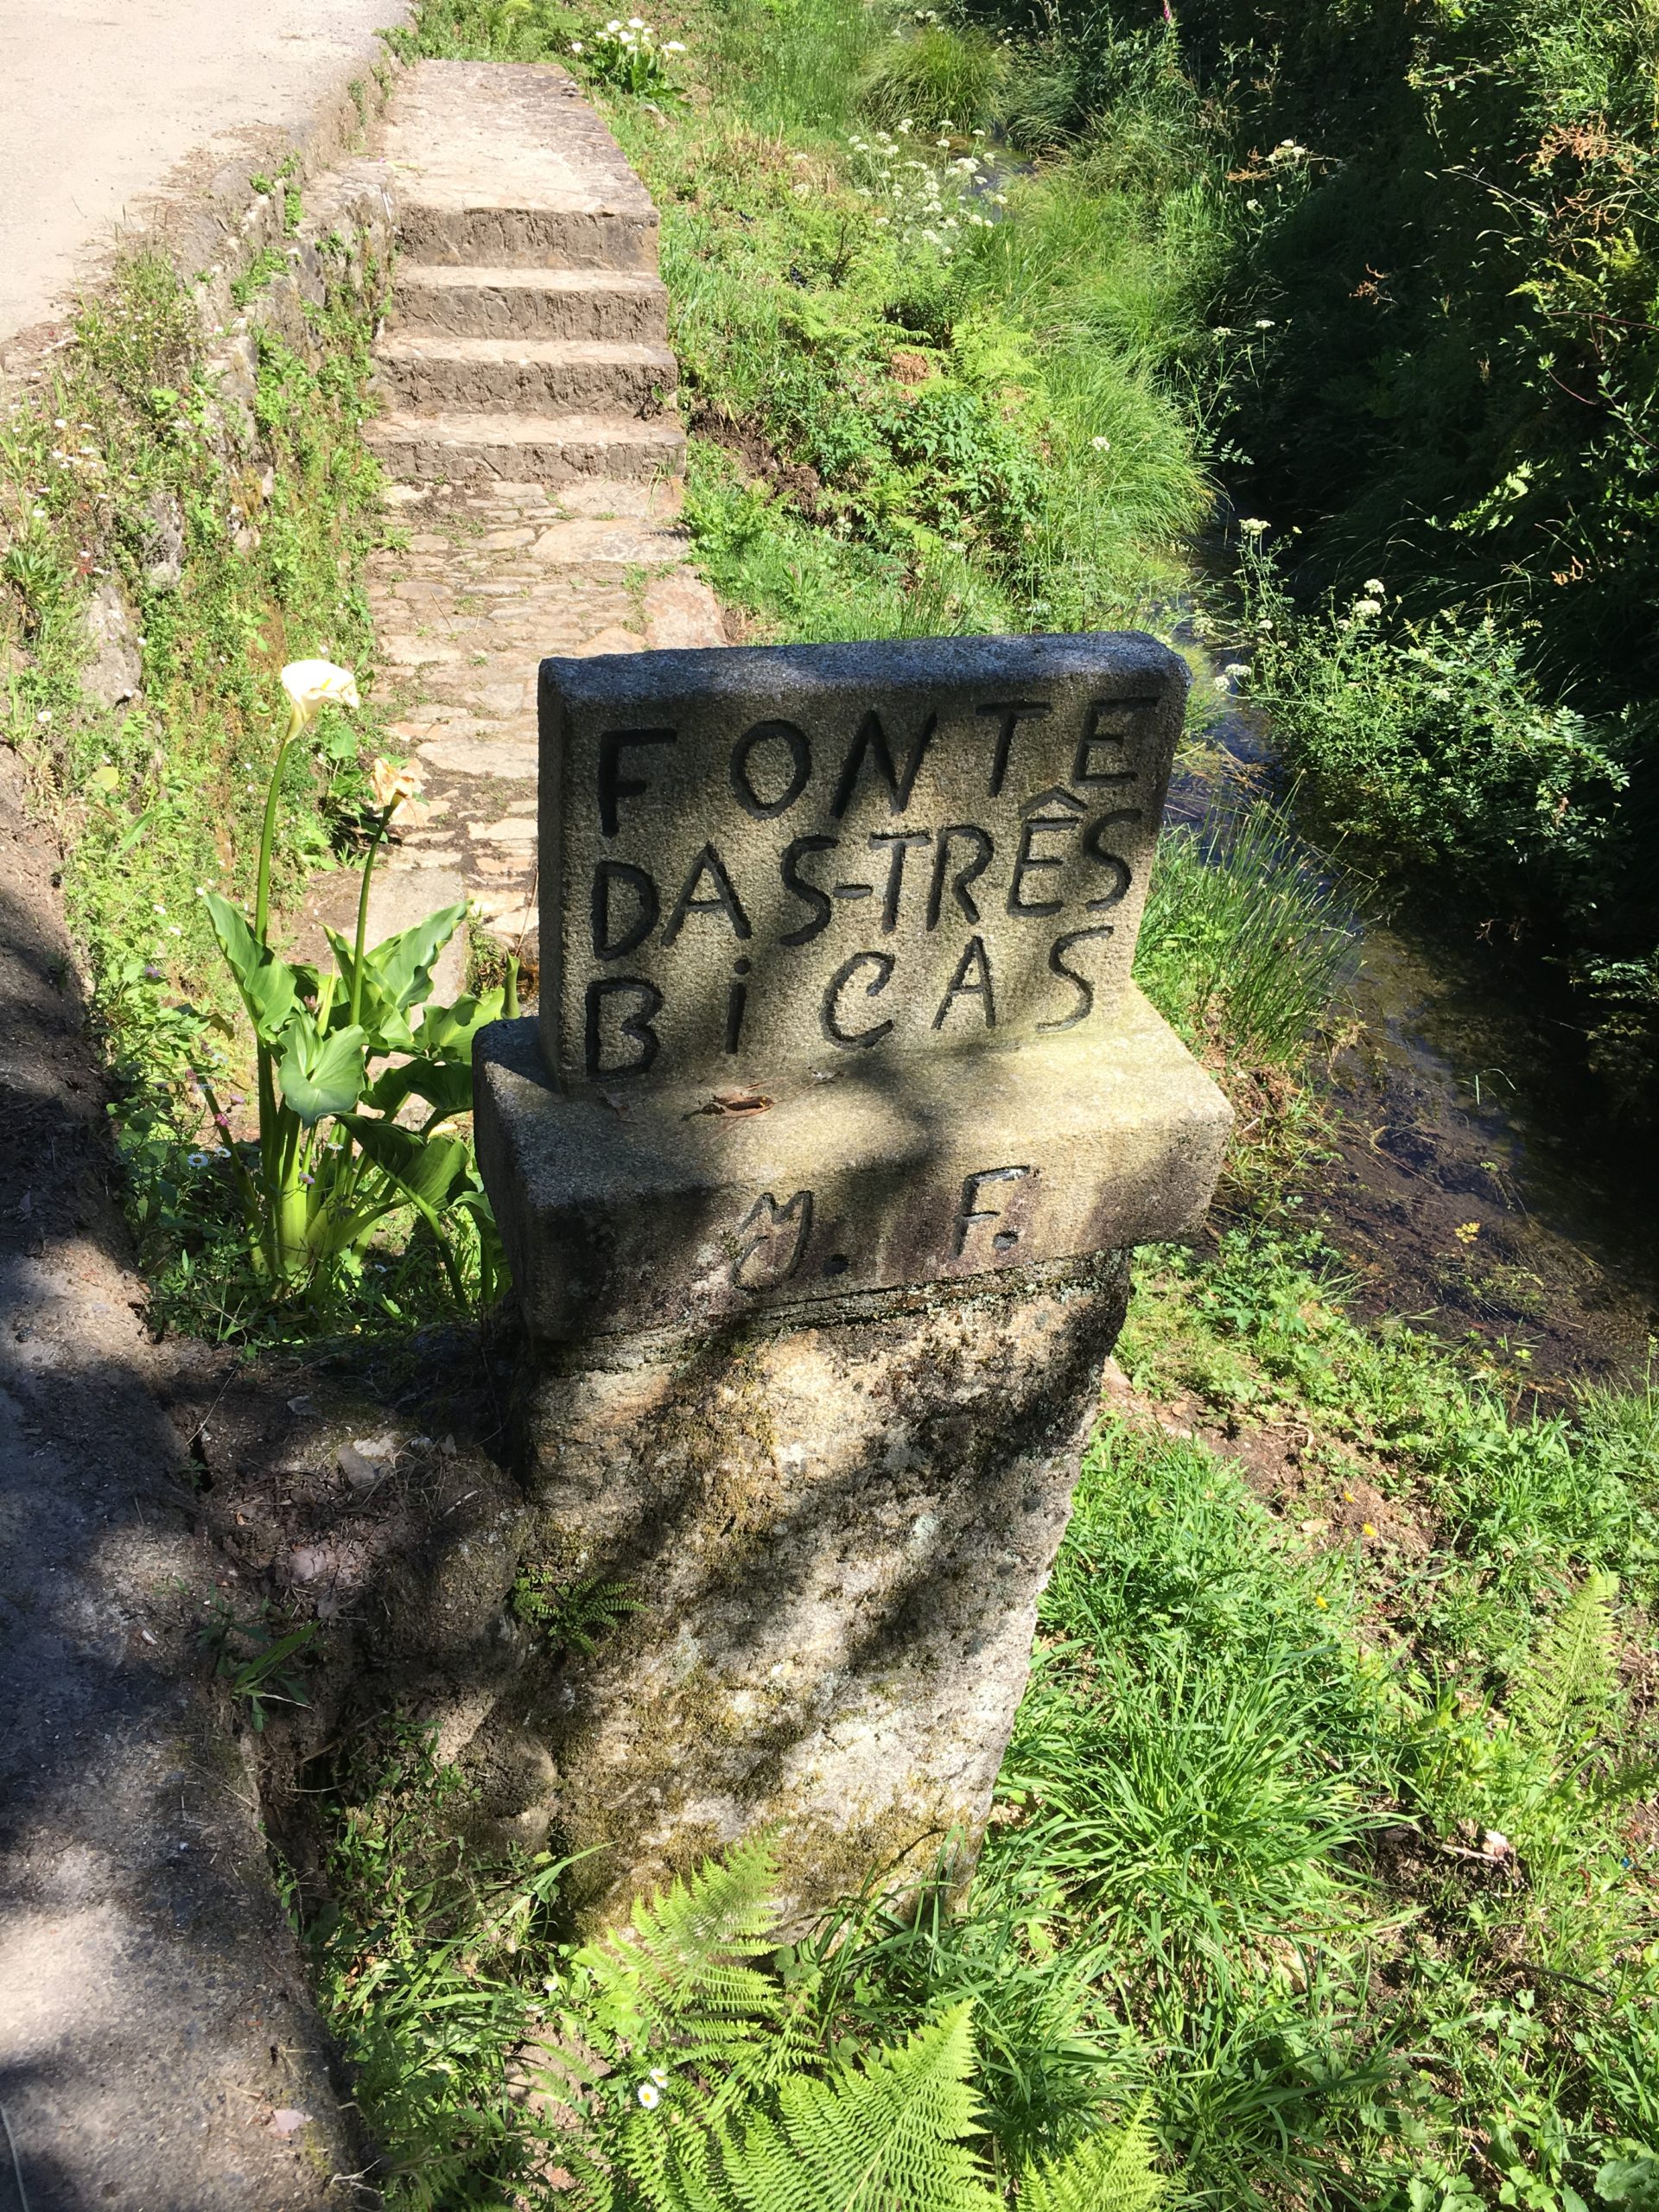 FONTE
DAS-TRÊS
BiCAS
M. F.